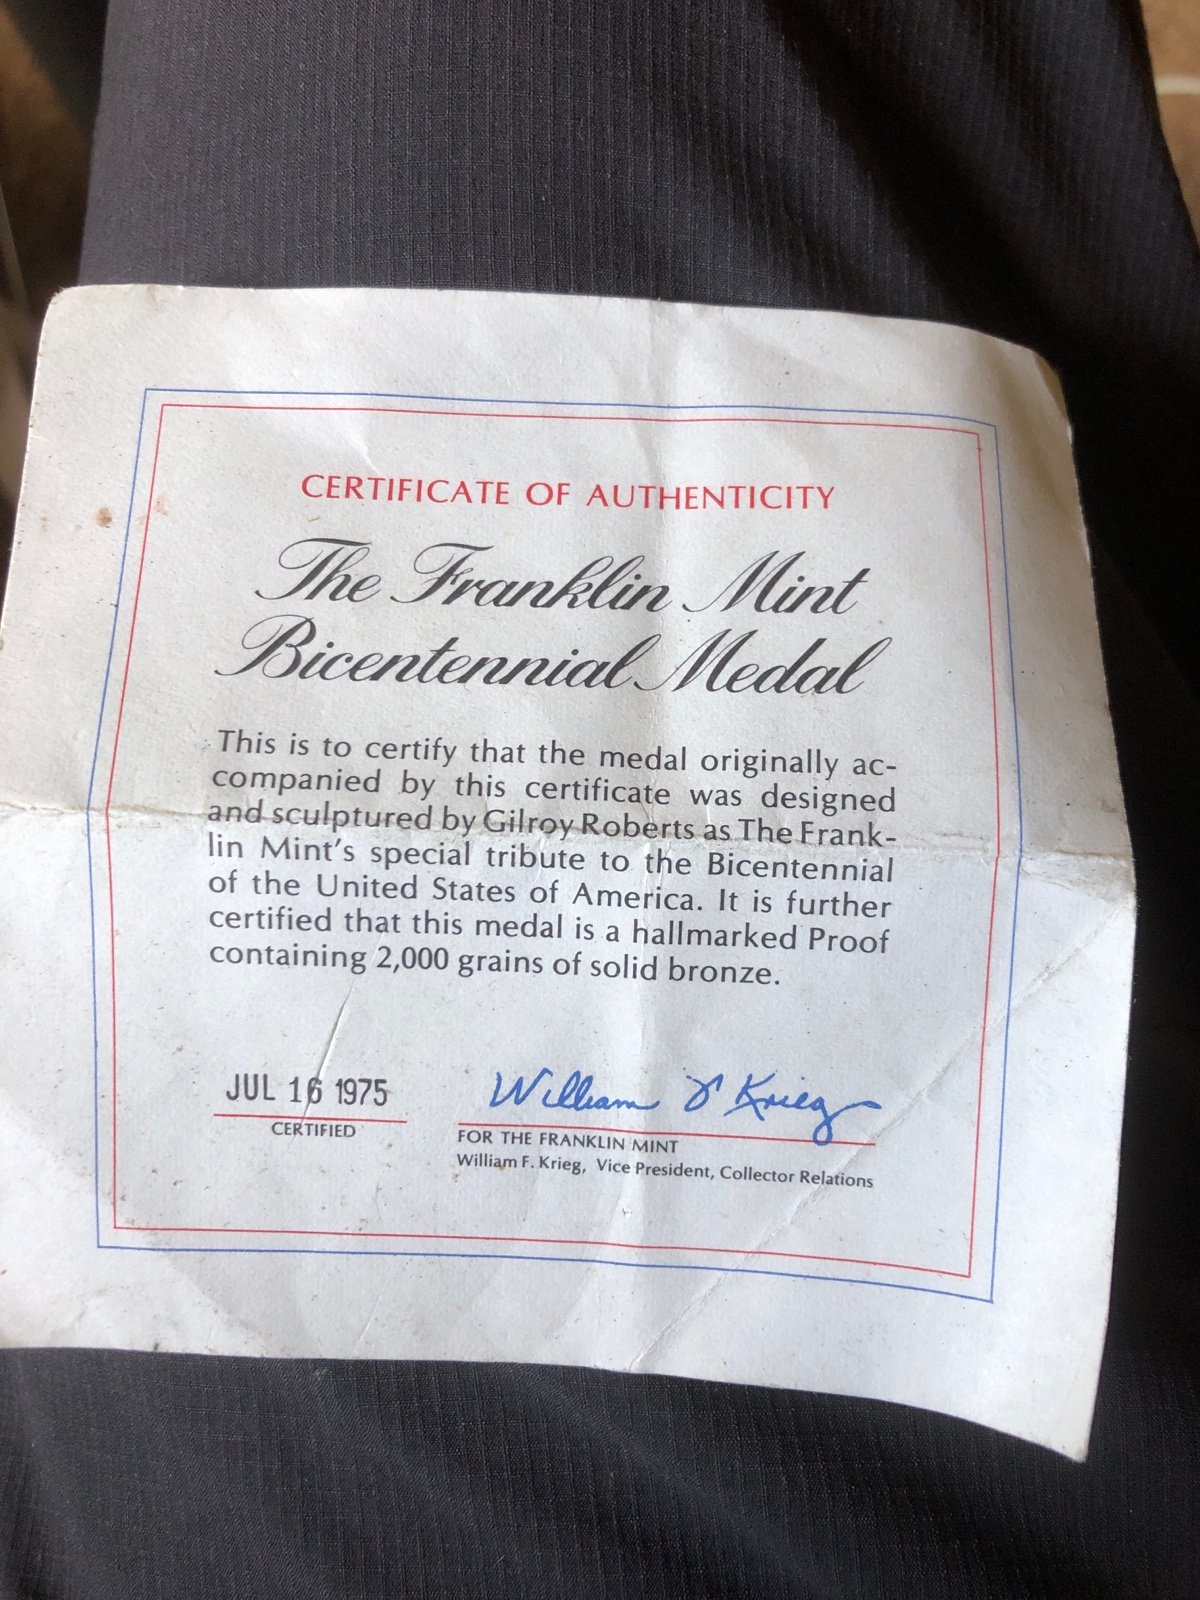 CERTIFICATE OF AUTHENTICITY
The Franklin Mint
Bicentennial Medal
This is to certify that the medal originally ac-
companied by this certificate was designed
and sculptured by Gilroy Roberts as The Frank-
lin Mint's special tribute to the Bicentennial
of the United States of America. It is further
certified that this medal is a hallmarked Proof
containing 2,000 grains of solid bronze.
JUL 16 1975
CERTIFIED
William F Krieg
FOR THE FRANKLIN MINT
William F. Krieg, Vice President, Collector Relations